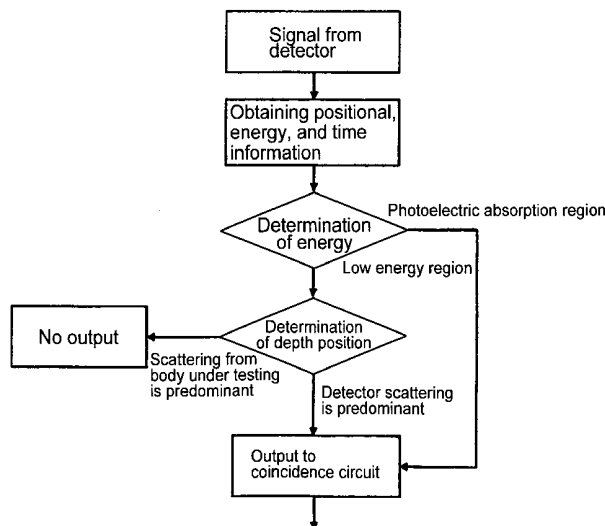 Signal from
detector
Obtaining positional,
energy, and time
information
Photoelectric absorption region
Determination
of energy
Low energy region
No output
Determination
of depth position
Scattering from
body under testing
is predominant
Detector scattering
is predominant
Output to
coincidence circuit